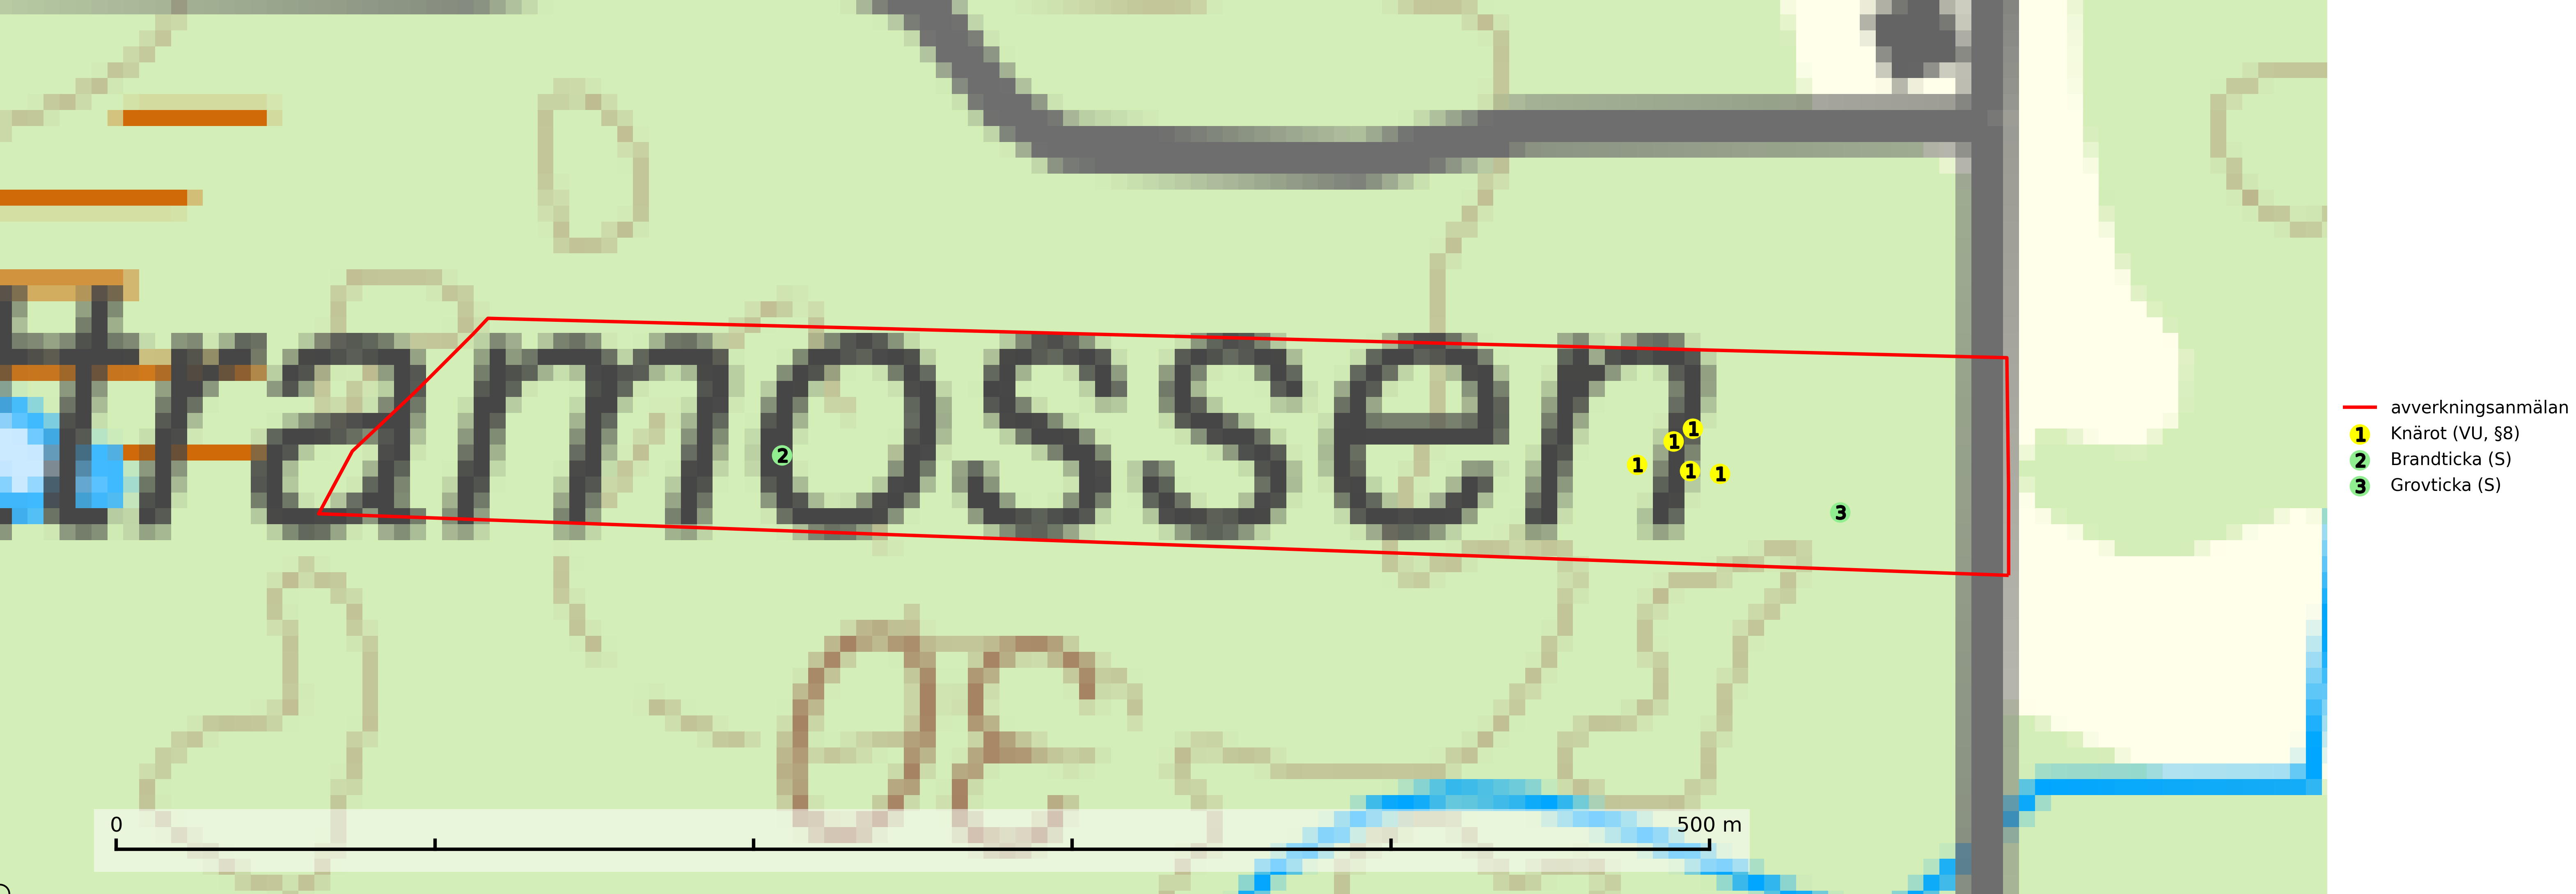 tramossen
1
1
1
1
1
2
3
0 500 m
avverkningsanmälan
1 Knärot (VU, §8)
2 Brandticka (S)
3 Grovticka (S)